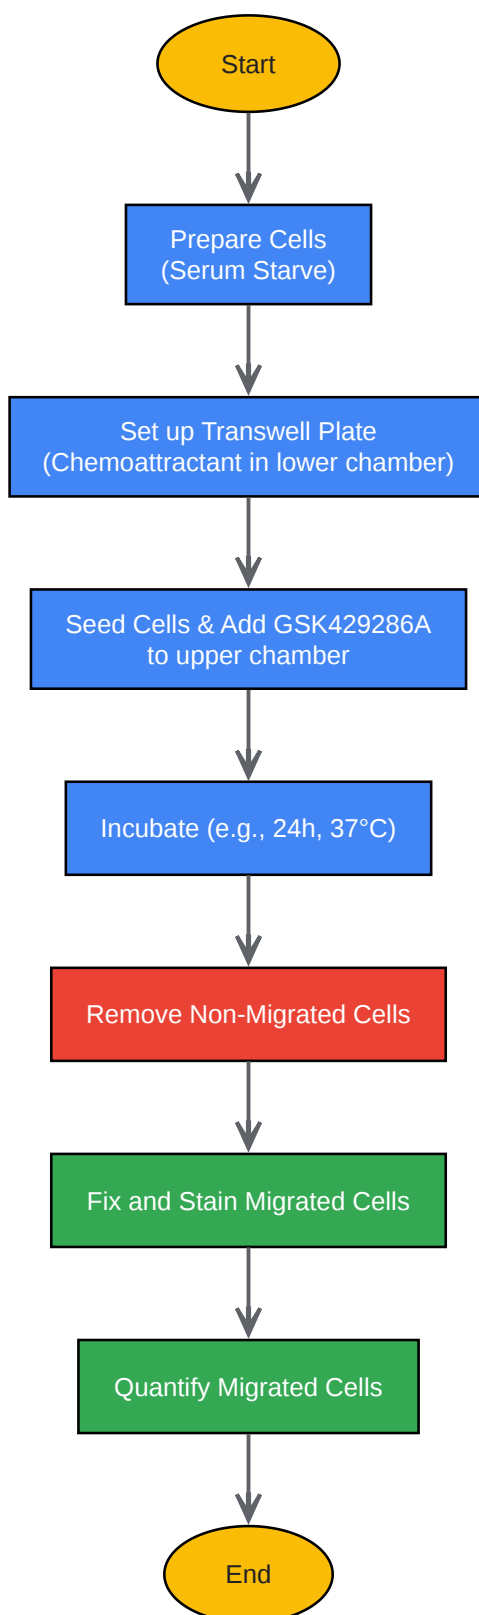 Start
Prepare Cells
(Serum Starve)
Set up Transwell Plate
(Chemoattractant in lower chamber)
Seed Cells & Add GSK429286A
to upper chamber
Incubate (e.g., 24h, 37°C)
Remove Non-Migrated Cells
Fix and Stain Migrated Cells
Quantify Migrated Cells
End